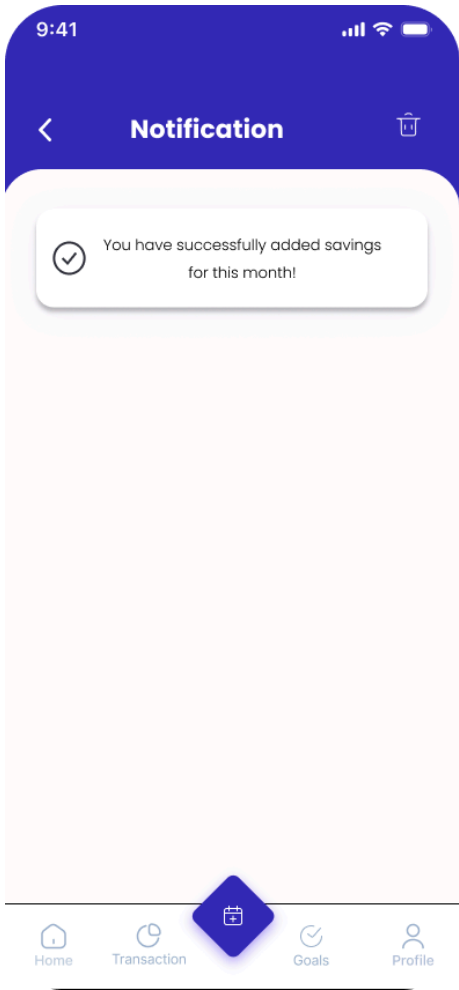 9:41
Notification
You have successfully added savings
for this month!
Home
Transaction
Goals
Profile